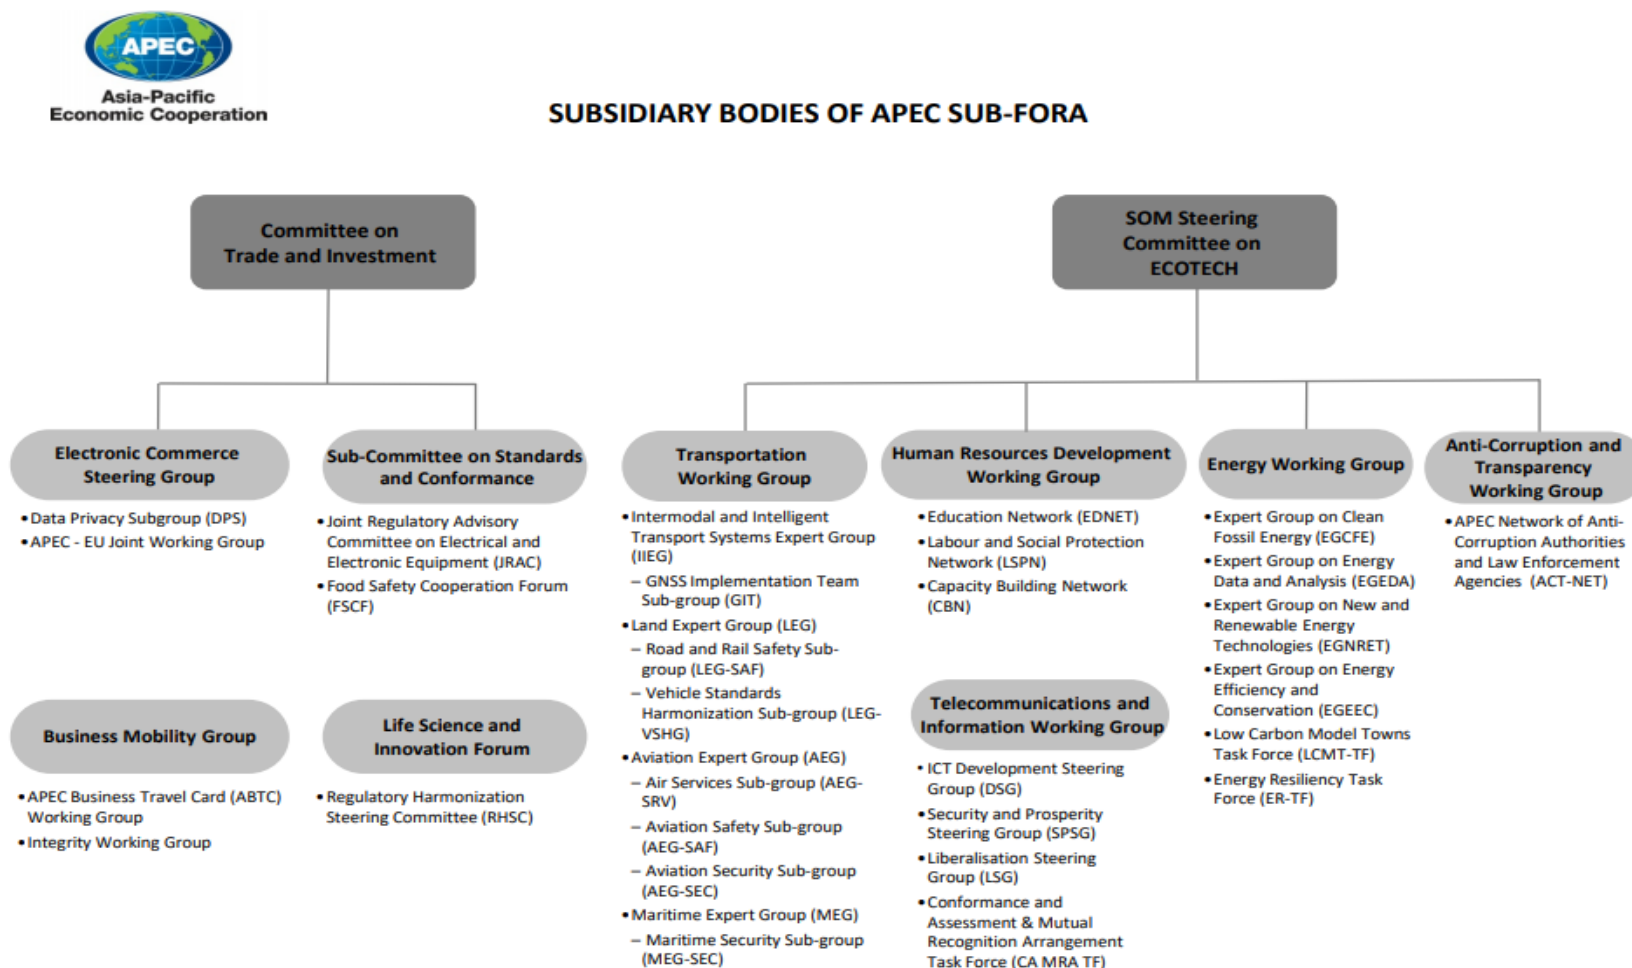 APEC
Asia-Pacific
Economic Cooperation
SUBSIDIARY BODIES OF APEC SUB-FORA
Committee on
Trade and Investment
SOM Steering
Committee on
ECOTECH
Electronic Commerce
Steering Group
• Data Privacy Subgroup (DPS)
• APEC - EU Joint Working Group
Sub-Committee on Standards
and Conformance
• Joint Regulatory Advisory
Committee on Electrical and
Electronic Equipment (JRAC)
• Food Safety Cooperation Forum
(FSCF)
Business Mobility Group
• APEC Business Travel Card (ABTC)
Working Group
• Integrity Working Group
Life Science and
Innovation Forum
• Regulatory Harmonization
Steering Committee (RHSC)
Transportation
Working Group
• Intermodal and Intelligent
Transport Systems Expert Group
(IIEG)
– GNSS Implementation Team
Sub-group (GIT)
• Land Expert Group (LEG)
– Road and Rail Safety Sub-
group (LEG-SAF)
– Vehicle Standards
Harmonization Sub-group (LEG-
VSHG)
• Aviation Expert Group (AEG)
– Air Services Sub-group (AEG-
SRV)
– Aviation Safety Sub-group
(AEG-SAF)
– Aviation Security Sub-group
(AEG-SEC)
• Maritime Expert Group (MEG)
– Maritime Security Sub-group
(MEG-SEC)
Human Resources Development
Working Group
• Education Network (EDNET)
• Labour and Social Protection
Network (LSPN)
• Capacity Building Network
(CBN)
Telecommunications and
Information Working Group
• ICT Development Steering
Group (DSG)
• Security and Prosperity
Steering Group (SPSG)
• Liberalisation Steering
Group (LSG)
• Conformance and
Assessment & Mutual
Recognition Arrangement
Task Force (CA MRA TF)
Energy Working Group
• Expert Group on Clean
Fossil Energy (EGCFE)
• Expert Group on Energy
Data and Analysis (EGEDA)
• Expert Group on New and
Renewable Energy
Technologies (EGNRET)
• Expert Group on Energy
Efficiency and
Conservation (EGEEC)
• Low Carbon Model Towns
Task Force (LCMT-TF)
• Energy Resiliency Task
Force (ER-TF)
Anti-Corruption and
Transparency
Working Group
• APEC Network of Anti-
Corruption Authorities
and Law Enforcement
Agencies (ACT-NET)